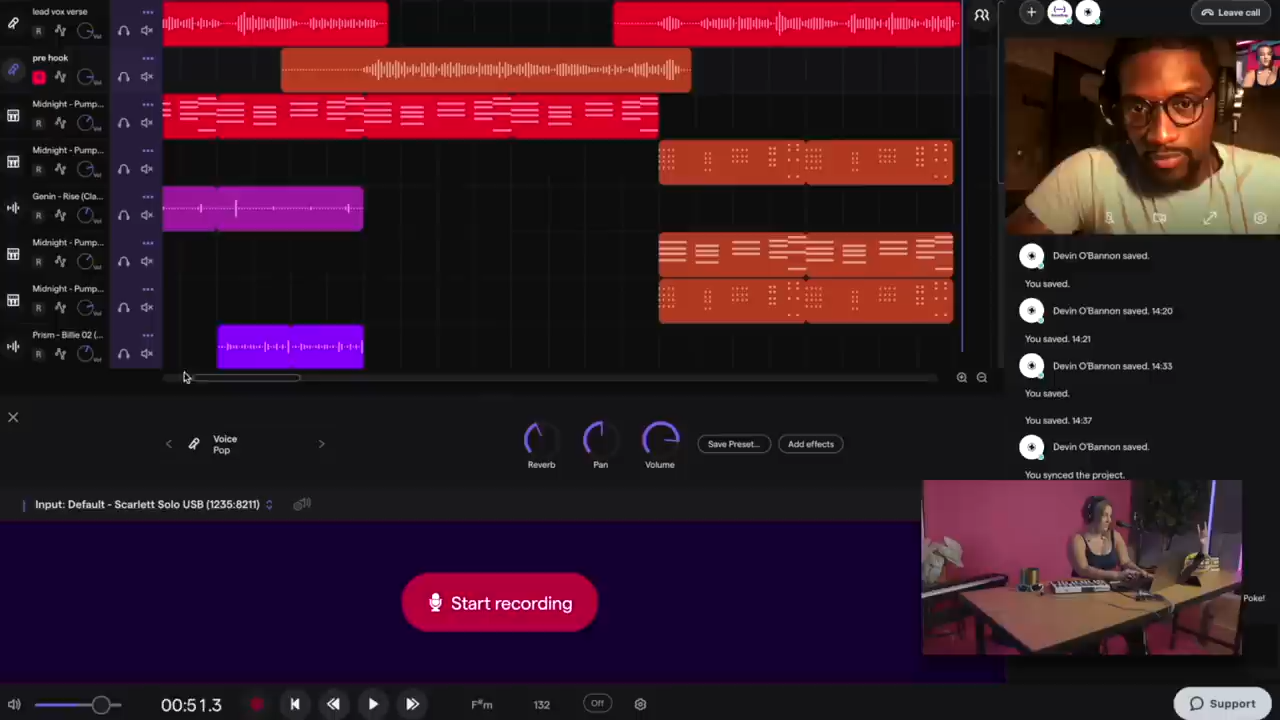 lead vox verse
R
Leave call
pre hook
Midnight - Pump...
R
Midnight - Pump...
R
Genin - Rise (Cla...
R
Midnight - Pump...
R
Midnight - Pump...
R
Prism - Billie 02 (...
R
Devin O'Bannon saved.
You saved.
Devin O'Bannon saved. 14:20
You saved. 14:21
Devin O'Bannon saved. 14:33
You saved.
You saved. 14:37
Devin O'Bannon saved.
You synced the project.
Poke!
Voice
Pop
Reverb
Pan
Volume
Save Preset...
Add effects
Input: Default - Scarlett Solo USB (1235:8211)
Start recording
00:51.3
F#m
132
Off
Support